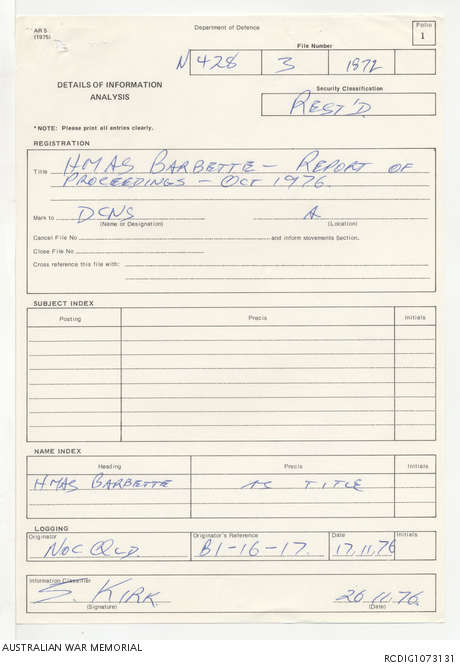 AR 5
(1975)
Department of Defence
Folio
1
File Number
N 428 3 1872
DETAILS OF INFORMATION
ANALYSIS
Security Classification
REST'D.
*NOTE: Please print all entries clearly.
REGISTRATION
Title HMAS BARBETTE - REPORT OF
PROCEEDINGS - OCT 1976.
Mark to DCNS A
(Name or Designation) (Location)
Cancel File No and inform Movements Section.
Close File No
Cross reference this file with:
SUBJECT INDEX
Posting Precis Initials
NAME INDEX
Heading Precis Initials
HMAS BARBETTE AS TITLE
LOGGING
Originator Originator's Reference Date Initials
NOC QLD. B1-16-17. 17.11.76
Information Classifier
S. KIRK.
26.11.76.
(Signature) (Date)
AUSTRALIAN WAR MEMORIAL
RCDIG1073131